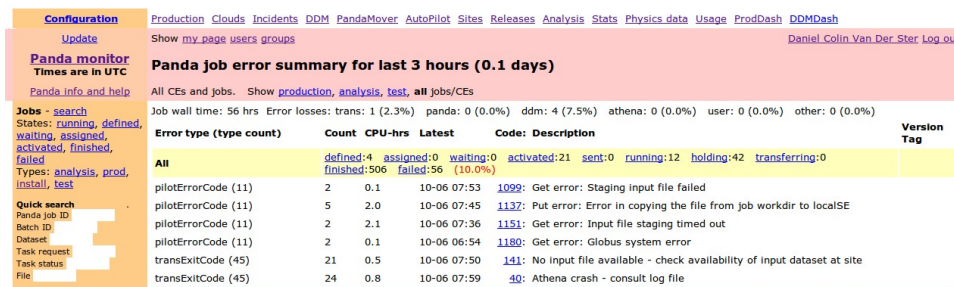 Configuration
Production Clouds Incidents DDM PandaMover AutoPilot Sites Releases Analysis Stats Physics data Usage ProdDash DDMDash
Update
Show my page users groups
Daniel Colin Van Der Ster Log ou
Panda monitor
Times are in UTC
Panda job error summary for last 3 hours (0.1 days)
Panda info and help
All CEs and jobs. Show production, analysis, test, all jobs/CEs
Jobs - search
States: running, defined,
waiting, assigned,
activated, finished,
failed
Types: analysis, prod,
install, test
Quick search .
Panda job ID
Batch ID
Dataset
Task request
Task status
File
Job wall time: 56 hrs Error losses: trans: 1 (2.3%) panda: 0 (0.0%) ddm: 4 (7.5%) athena: 0 (0.0%) user: 0 (0.0%) other: 0 (0.0%)
Error type (type count) Count CPU-hrs Latest Code: Description Version Tag
All defined:4 assigned:0 waiting:0 activated:21 sent:0 running:12 holding:42 transferring:0
finished:506 failed:56 (10.0%)
pilotErrorCode (11) 2 0.1 10-06 07:53 1099: Get error: Staging input file failed
pilotErrorCode (11) 5 2.0 10-06 07:45 1137: Put error: Error in copying the file from job workdir to localSE
pilotErrorCode (11) 2 2.1 10-06 07:36 1151: Get error: Input file staging timed out
pilotErrorCode (11) 2 0.1 10-06 06:54 1180: Get error: Globus system error
transExitCode (45) 21 0.5 10-06 07:50 141: No input file available - check availability of input dataset at site
transExitCode (45) 24 0.8 10-06 07:59 40: Athena crash - consult log file